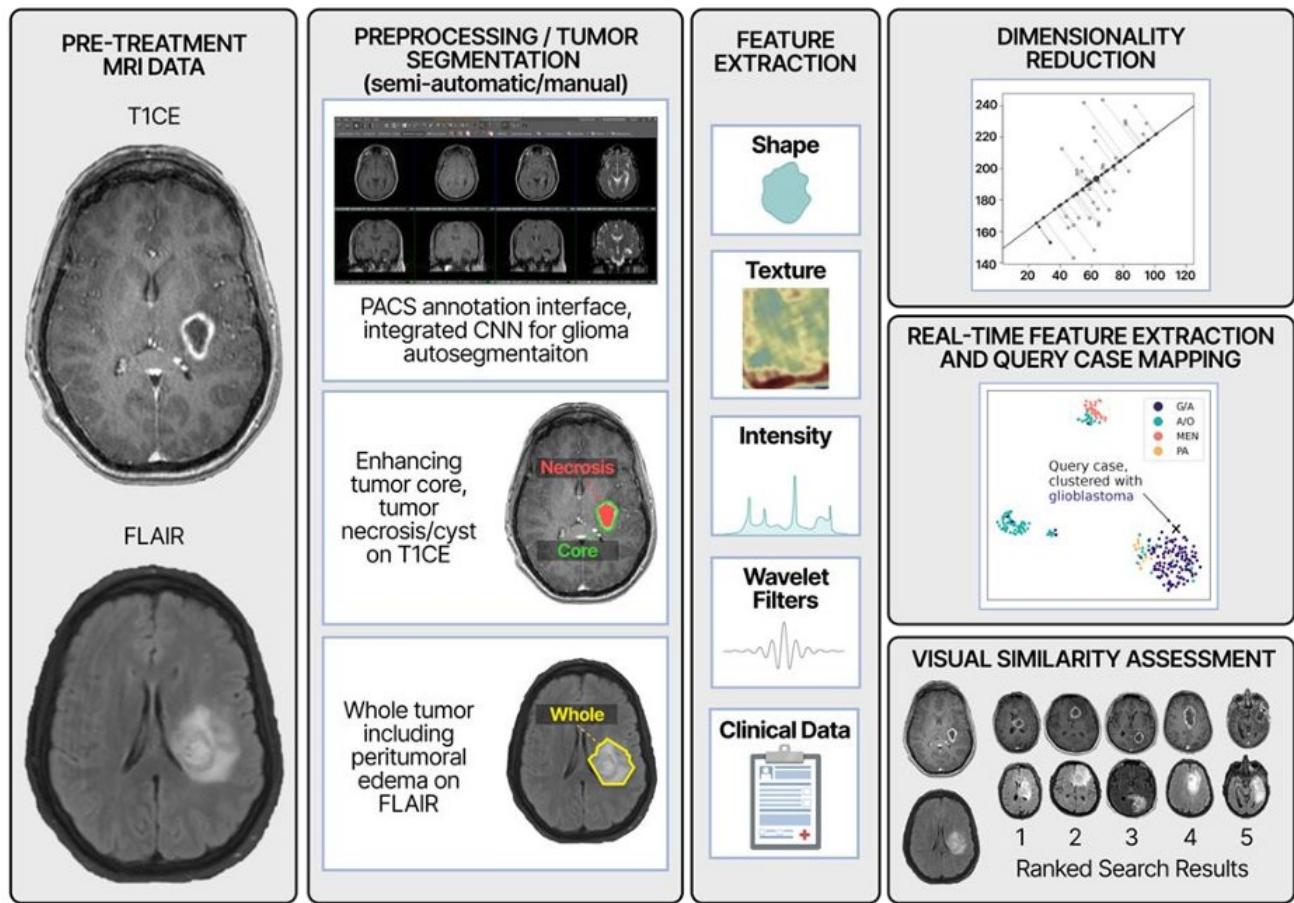 PRE-TREATMENT
MRI DATA
T1CE
FLAIR
PREPROCESSING / TUMOR
SEGMENTATION
(semi-automatic/manual)
PACS annotation interface,
integrated CNN for glioma
autosegmentaiton
Enhancing
tumor core,
tumor
necrosis/cyst
on T1CE
Necrosis
Core
Whole tumor
including
peritumoral
edema on
FLAIR
Whole
FEATURE
EXTRACTION
Shape
Texture
Intensity
Wavelet
Filters
Clinical Data
DIMENSIONALITY
REDUCTION
240
220
200
180
160
140
20 40 60 80 100 120
REAL-TIME FEATURE EXTRACTION
AND QUERY CASE MAPPING
G/A
A/O
MEN
PA
Query case,
clustered with
glioblastoma
VISUAL SIMILARITY ASSESSMENT
1 2 3 4 5
Ranked Search Results